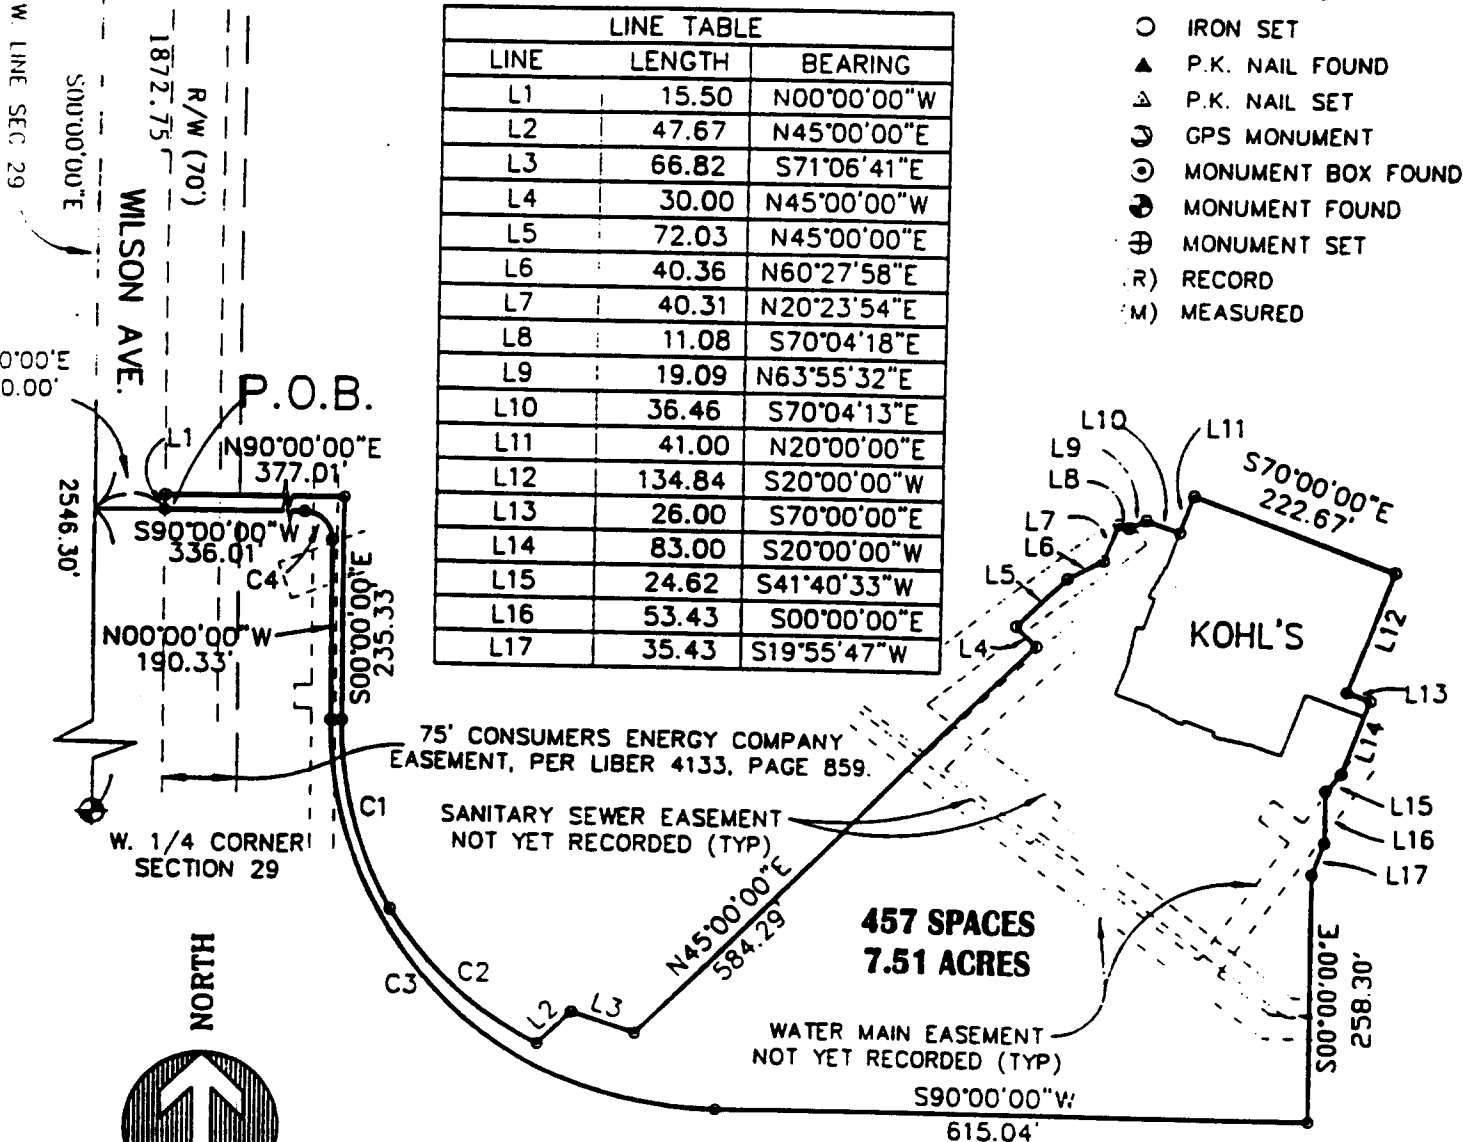 LINE TABLE
LINE LENGTH BEARING
L1 15.50 N00°00'00"W
L2 47.67 N45°00'00"E
L3 66.82 S71°06'41"E
L4 30.00 N45°00'00"W
L5 72.03 N45°00'00"E
L6 40.36 N60°27'58"E
L7 40.31 N20°23'54"E
L8 11.08 S70°04'18"E
L9 19.09 N63°55'32"E
L10 36.46 S70°04'13"E
L11 41.00 N20°00'00"E
L12 134.84 S20°00'00"W
L13 26.00 S70°00'00"E
L14 83.00 S20°00'00"W
L15 24.62 S41°40'33"W
L16 53.43 S00°00'00"E
L17 35.43 S19°55'47"W
IRON SET
P.K. NAIL FOUND
P.K. NAIL SET
GPS MONUMENT
MONUMENT BOX FOUND
MONUMENT FOUND
MONUMENT SET
R) RECORD
M) MEASURED
W. LINE SEC 29
S00°00'00"E
1872.75'
R/W (70')
WILSON AVE.
P.O.B.
L1
N90°00'00"E
377.01'
S90°00'00"W
336.01'
C4
N00°00'00"W
190.33'
S00°00'00"E
235.33
2546.30'
W. 1/4 CORNER
SECTION 29
75' CONSUMERS ENERGY COMPANY
EASEMENT, PER LIBER 4133, PAGE 859.
SANITARY SEWER EASEMENT
NOT YET RECORDED (TYP)
C1
C2
C3
L2
L3
N45°00'00"E
584.29'
L4
L5
L6
L7
L8
L9
L10
L11
S70°00'00"E
222.67'
KOHL'S
L12
L13
L14
L15
L16
L17
457 SPACES
7.51 ACRES
S00°00'00"E
258.30'
WATER MAIN EASEMENT
NOT YET RECORDED (TYP)
S90°00'00"W
615.04'
NORTH